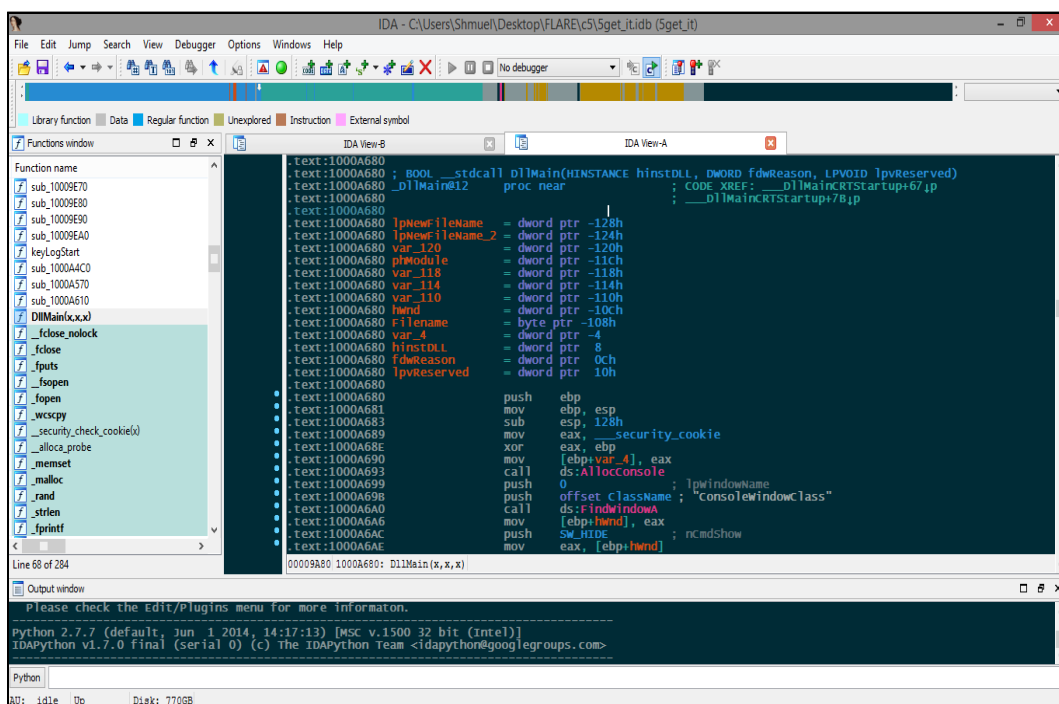 IDA - C:\Users\Shmuel\Desktop\FLARE\c5\5get_it.idb (5get_it)
File Edit Jump Search View Debugger Options Windows Help
No debugger
Library function Data Regular function Unexplored Instruction External symbol
Functions window
IDA View-B
IDA View-A
Function name
sub_10009E70
sub_10009E80
sub_10009E90
sub_10009EA0
keyLogStart
sub_1000A4C0
sub_1000A570
sub_1000A610
DllMain(x,x,x)
__fclose_nolock
_fclose
_fputs
__fsopen
_fopen
_wcscpy
__security_check_cookie(x)
__alloca_probe
_memset
_malloc
_rand
_strlen
_fprintf
Line 68 of 284
.text:1000A680
.text:1000A680 ; BOOL __stdcall DllMain(HINSTANCE hinstDLL, DWORD fdwReason, LPVOID lpvReserved)
.text:1000A680 _DllMain@12 proc near ; CODE XREF: ___DllMainCRTStartup+67↓p
.text:1000A680 ; ___DllMainCRTStartup+7B↓p
.text:1000A680
.text:1000A680 lpNewFileName = dword ptr -128h
.text:1000A680 lpNewFileName_2 = dword ptr -124h
.text:1000A680 var_120 = dword ptr -120h
.text:1000A680 phModule = dword ptr -11Ch
.text:1000A680 var_118 = dword ptr -118h
.text:1000A680 var_114 = dword ptr -114h
.text:1000A680 var_110 = dword ptr -110h
.text:1000A680 hWnd = dword ptr -10Ch
.text:1000A680 Filename = byte ptr -108h
.text:1000A680 var_4 = dword ptr -4
.text:1000A680 hinstDLL = dword ptr 8
.text:1000A680 fdwReason = dword ptr 0Ch
.text:1000A680 lpvReserved = dword ptr 10h
.text:1000A680
.text:1000A680 push ebp
.text:1000A681 mov ebp, esp
.text:1000A683 sub esp, 128h
.text:1000A689 mov eax, ___security_cookie
.text:1000A68E xor eax, ebp
.text:1000A690 mov [ebp+var_4], eax
.text:1000A693 call ds:AllocConsole
.text:1000A699 push 0 ; lpWindowName
.text:1000A69B push offset ClassName ; "ConsoleWindowClass"
.text:1000A6A0 call ds:FindWindowA
.text:1000A6A6 mov [ebp+hWnd], eax
.text:1000A6AC push SW_HIDE ; nCmdShow
.text:1000A6AE mov eax, [ebp+hWnd]
00009A80 1000A680: DllMain(x,x,x)
Output window
Please check the Edit/Plugins menu for more informaton.
Python 2.7.7 (default, Jun 1 2014, 14:17:13) [MSC v.1500 32 bit (Intel)]
IDAPython v1.7.0 final (serial 0) (c) The IDAPython Team <idapython@googlegroups.com>
Python
AU: idle Up Disk: 770GB